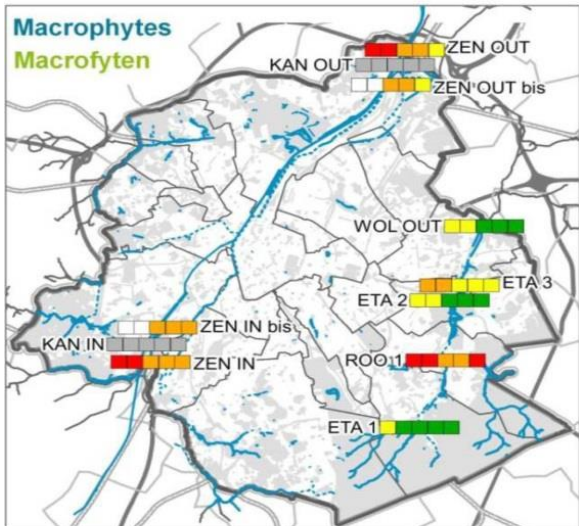 Macrophytes
Macrofyten
ZEN OUT
KAN OUT
ZEN OUT bis
WOL OUT
ETA 3
ETA 2
ZEN IN bis
KAN IN
ZEN IN
ROO 1
ETA 1